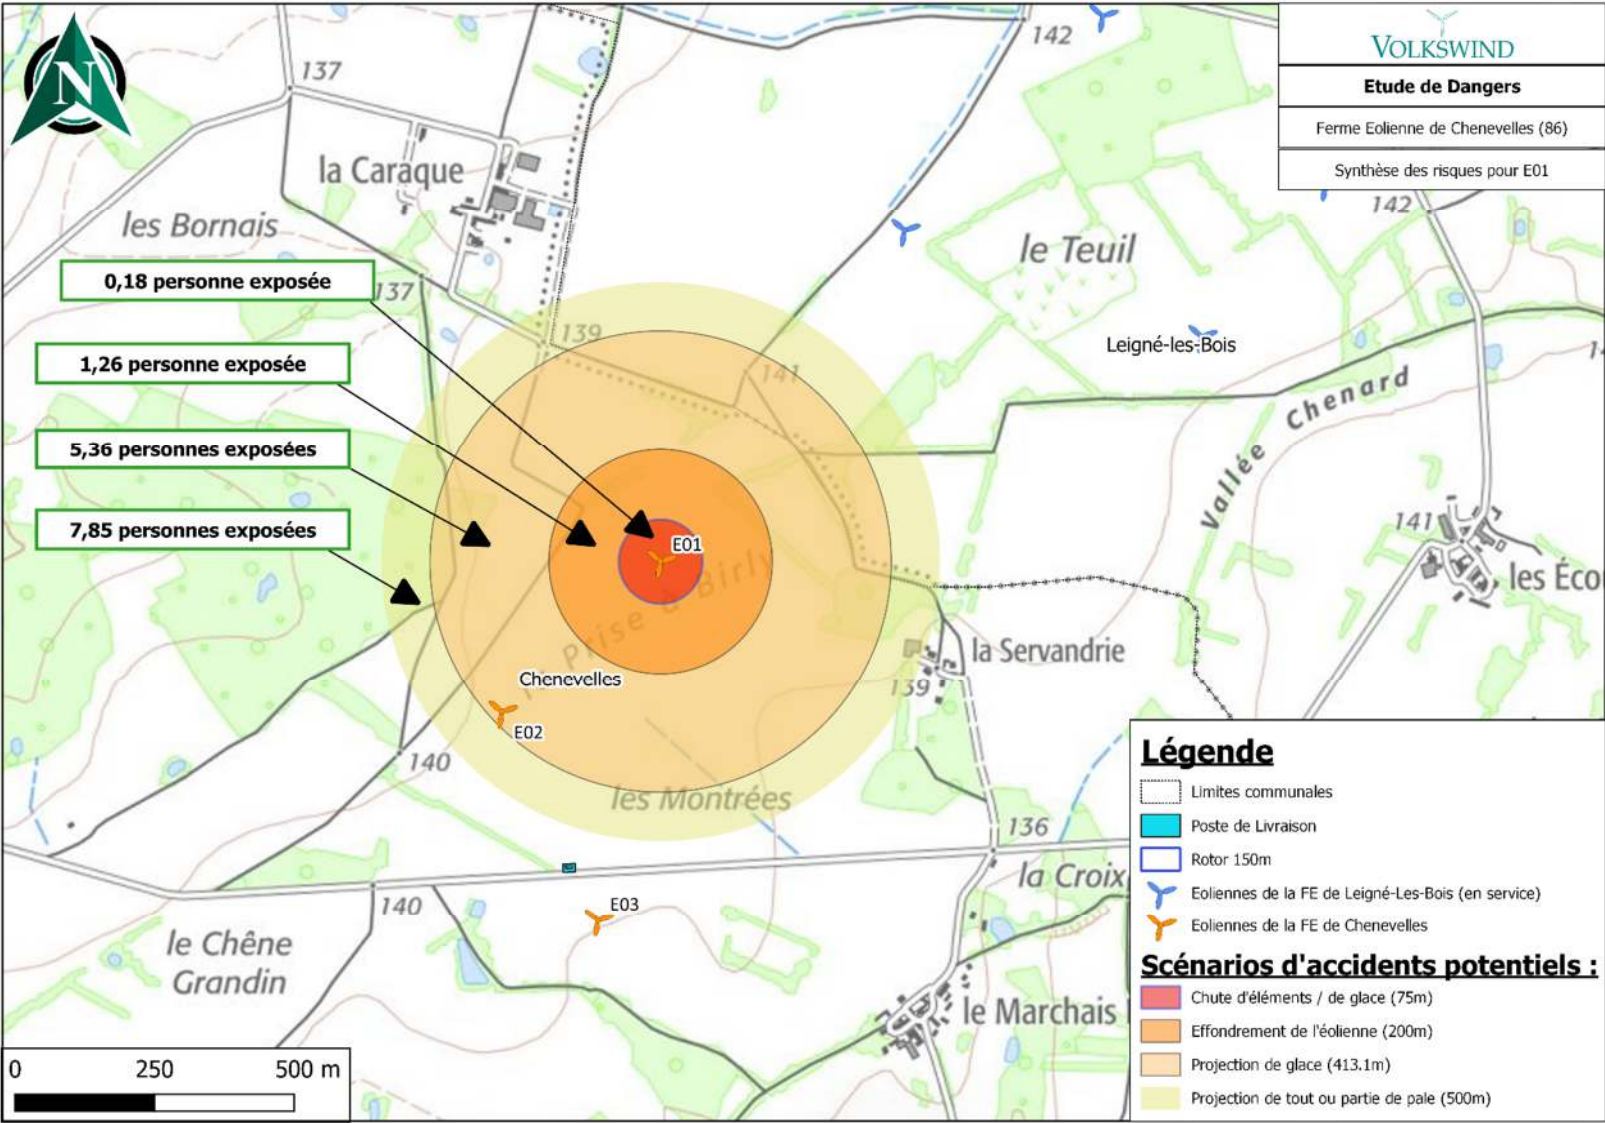 N
VOLKSWIND
Etude de Dangers
Ferme Eolienne de Chenevelles (86)
Synthèse des risques pour E01
142
137
la Caraque
les Bornais
142
le Teuil
0,18 personne exposée
137
139
Leigné-les-Bois
1,26 personne exposée
141
Vallée Chenard
5,36 personnes exposées
7,85 personnes exposées
141
E01
les Éco
Prise à Birly
la Servandrie
Chenevelles
139
E02
140
les Montrées
136
la Croix
E03
140
le Chêne
Grandin
le Marchais
0 250 500 m
Légende
Limites communales
Poste de Livraison
Rotor 150m
Eoliennes de la FE de Leigné-Les-Bois (en service)
Eoliennes de la FE de Chenevelles
Scénarios d'accidents potentiels :
Chute d'éléments / de glace (75m)
Effondrement de l'éolienne (200m)
Projection de glace (413.1m)
Projection de tout ou partie de pale (500m)